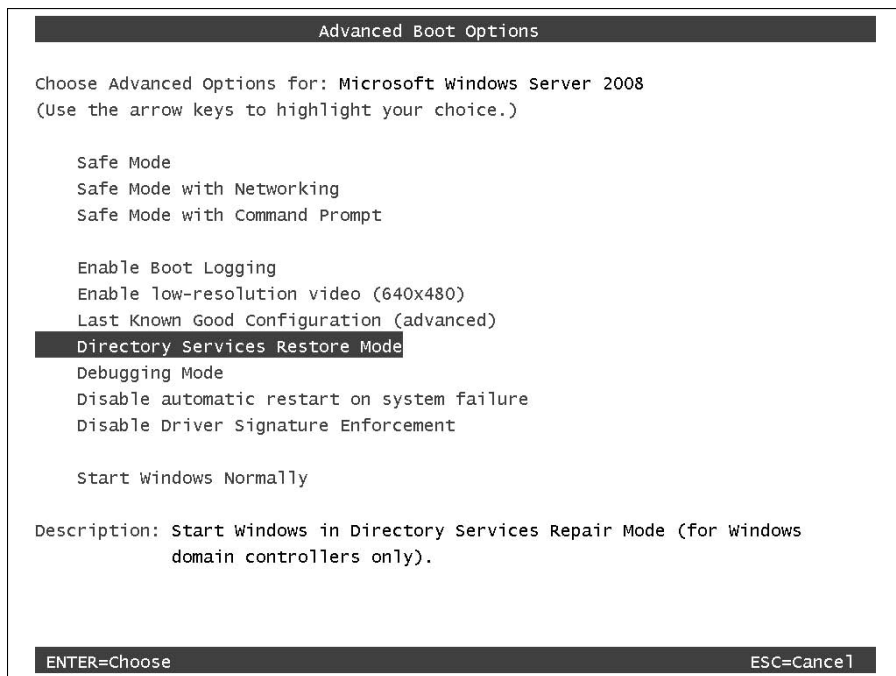 Advanced Boot Options
Choose Advanced Options for: Microsoft Windows Server 2008
(Use the arrow keys to highlight your choice.)
Safe Mode
Safe Mode with Networking
Safe Mode with Command Prompt
Enable Boot Logging
Enable low-resolution video (640x480)
Last Known Good Configuration (advanced)
Directory Services Restore Mode
Debugging Mode
Disable automatic restart on system failure
Disable Driver Signature Enforcement
Start Windows Normally
Description: Start Windows in Directory Services Repair Mode (for Windows
domain controllers only).
ENTER=Choose ESC=Cancel